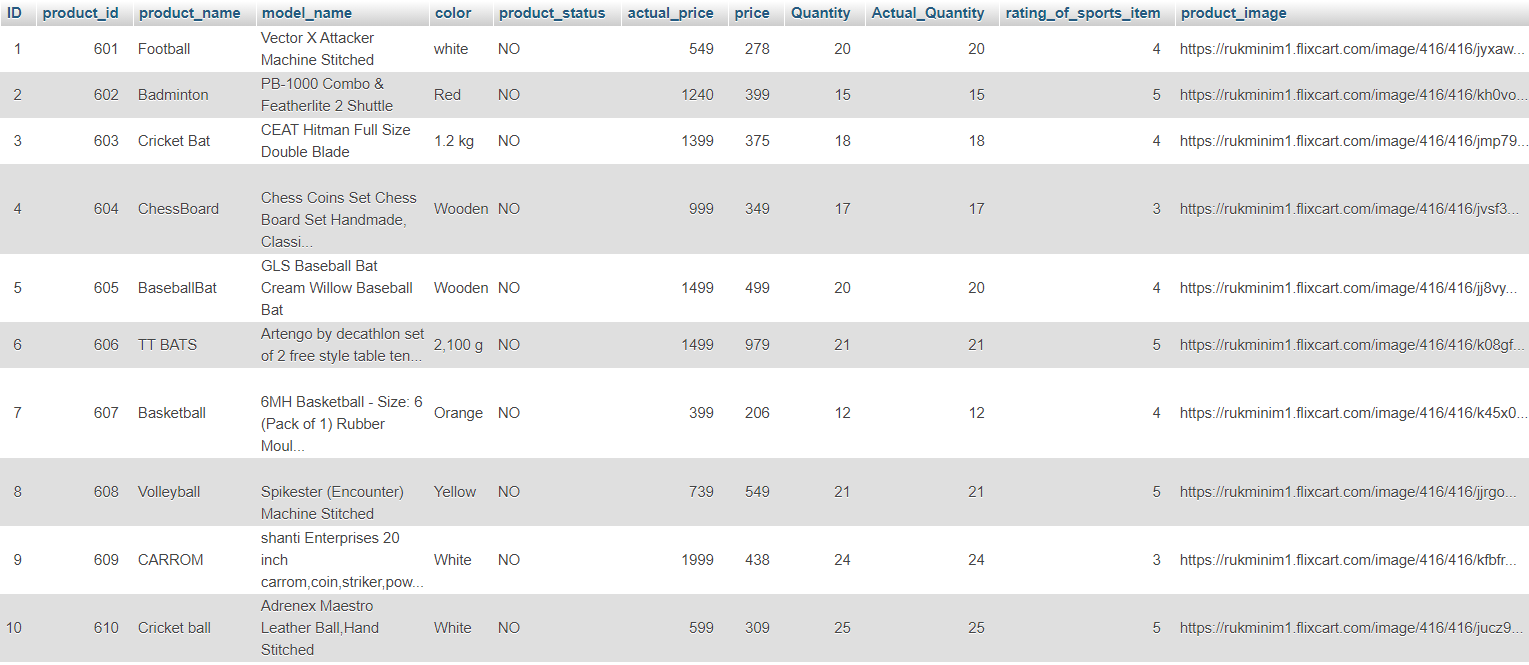 ID product_id product_name model_name color product_status actual_price price Quantity Actual_Quantity rating_of_sports_item product_image
1 601 Football Vector X Attacker Machine Stitched white NO 549 278 20 20 4 https://rukminim1.flixcart.com/image/416/416/jyxaw...
2 602 Badminton PB-1000 Combo & Featherlite 2 Shuttle Red NO 1240 399 15 15 5 https://rukminim1.flixcart.com/image/416/416/kh0vo...
3 603 Cricket Bat CEAT Hitman Full Size Double Blade 1.2 kg NO 1399 375 18 18 4 https://rukminim1.flixcart.com/image/416/416/jmp79...
4 604 ChessBoard Chess Coins Set Chess Board Set Handmade, Classi... Wooden NO 999 349 17 17 3 https://rukminim1.flixcart.com/image/416/416/jvsf3...
5 605 BaseballBat GLS Baseball Bat Cream Willow Baseball Bat Wooden NO 1499 499 20 20 4 https://rukminim1.flixcart.com/image/416/416/jj8vy...
6 606 TT BATS Artengo by decathlon set of 2 free style table ten... 2,100 g NO 1499 979 21 21 5 https://rukminim1.flixcart.com/image/416/416/k08gf...
7 607 Basketball 6MH Basketball - Size: 6 (Pack of 1) Rubber Moul... Orange NO 399 206 12 12 4 https://rukminim1.flixcart.com/image/416/416/k45x0...
8 608 Volleyball Spikester (Encounter) Machine Stitched Yellow NO 739 549 21 21 5 https://rukminim1.flixcart.com/image/416/416/jjrgo...
9 609 CARROM shanti Enterprises 20 inch carrom,coin,striker,pow... White NO 1999 438 24 24 3 https://rukminim1.flixcart.com/image/416/416/kfbfr...
10 610 Cricket ball Adrenex Maestro Leather Ball,Hand Stitched White NO 599 309 25 25 5 https://rukminim1.flixcart.com/image/416/416/jucz9...